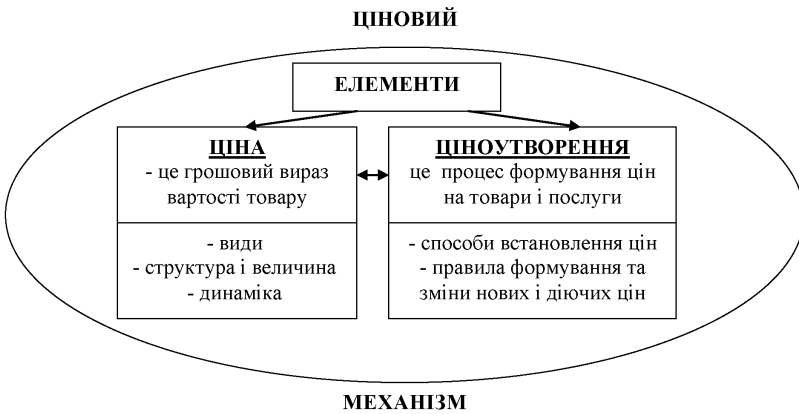 ЦІНОВИЙ
ЕЛЕМЕНТИ
ЦІНА
- це грошовий вираз
вартості товару
- види
- структура і величина
- динаміка
ЦІНОУТВОРЕННЯ
це процес формування цін
на товари і послуги
- способи встановлення цін
- правила формування та
зміни нових і діючих цін
МЕХАНІЗМ